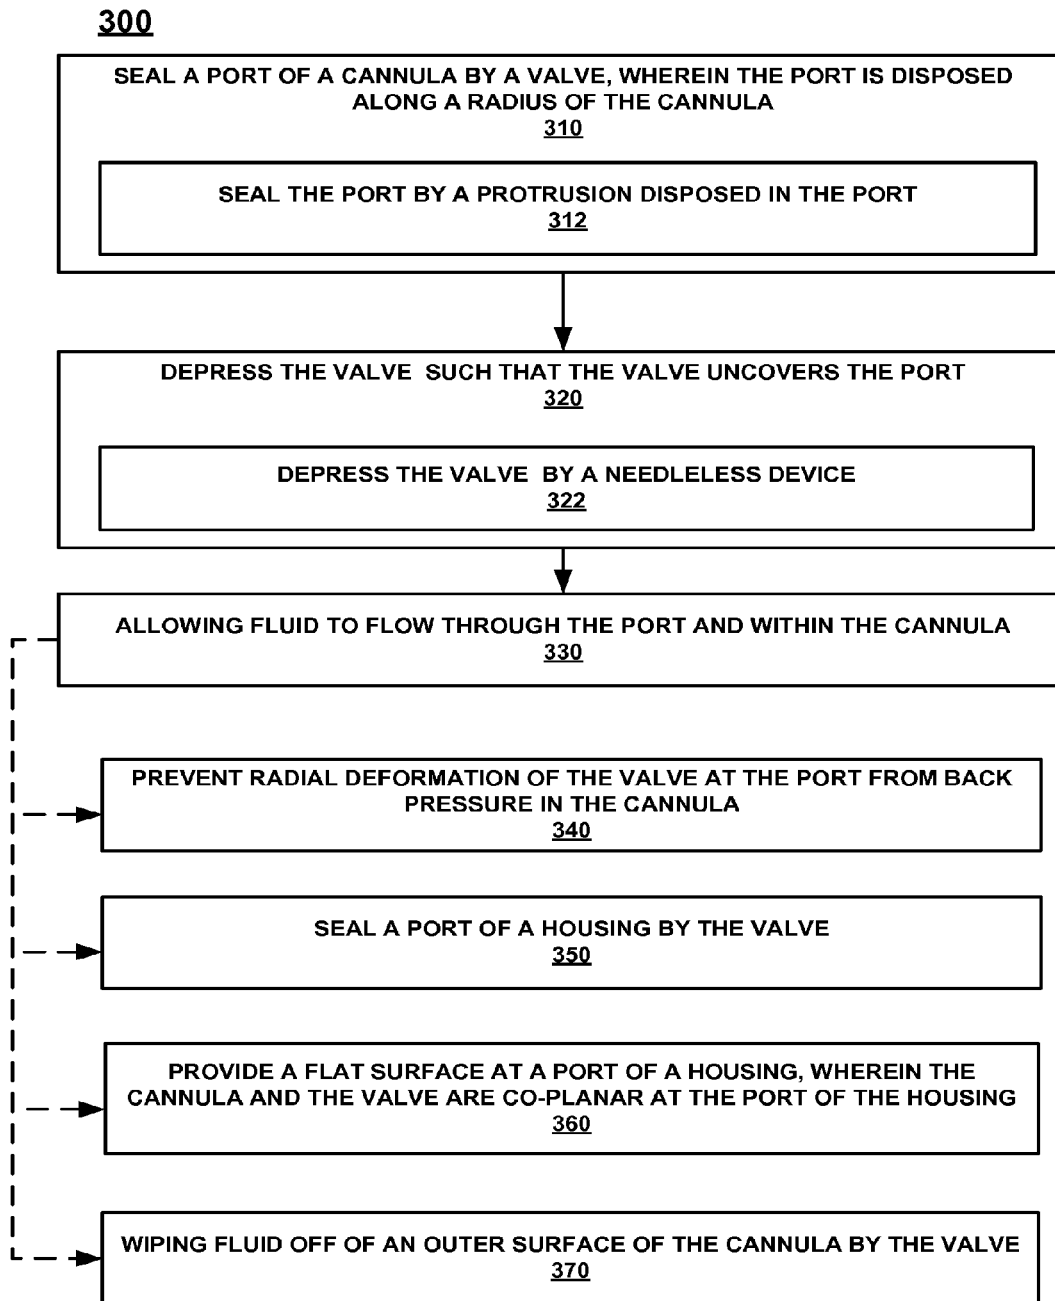 300
SEAL A PORT OF A CANNULA BY A VALVE, WHEREIN THE PORT IS DISPOSED
ALONG A RADIUS OF THE CANNULA
310
SEAL THE PORT BY A PROTRUSION DISPOSED IN THE PORT
312
DEPRESS THE VALVE SUCH THAT THE VALVE UNCOVERS THE PORT
320
DEPRESS THE VALVE BY A NEEDLELESS DEVICE
322
ALLOWING FLUID TO FLOW THROUGH THE PORT AND WITHIN THE CANNULA
330
PREVENT RADIAL DEFORMATION OF THE VALVE AT THE PORT FROM BACK
PRESSURE IN THE CANNULA
340
SEAL A PORT OF A HOUSING BY THE VALVE
350
PROVIDE A FLAT SURFACE AT A PORT OF A HOUSING, WHEREIN THE
CANNULA AND THE VALVE ARE CO-PLANAR AT THE PORT OF THE HOUSING
360
WIPING FLUID OFF OF AN OUTER SURFACE OF THE CANNULA BY THE VALVE
370